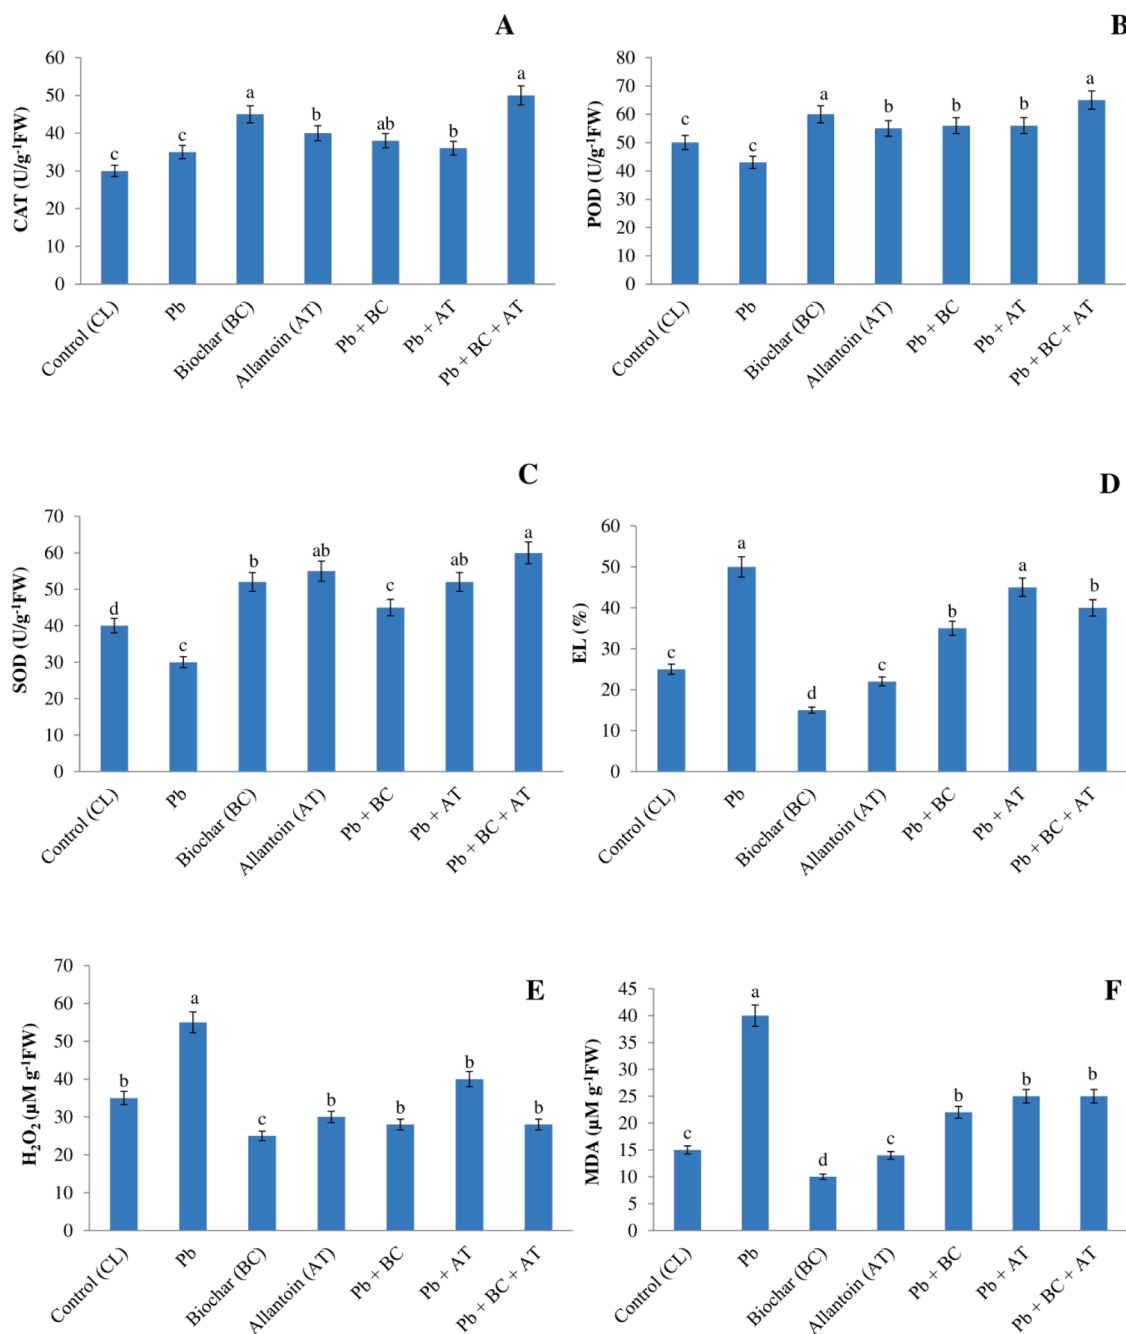 A
CAT (U/g⁻¹FW)
60
50
40
30
20
10
0
c
c
a
b
ab
b
a
Control (CL)
Pb
Biochar (BC)
Allantoin (AT)
Pb + BC
Pb + AT
Pb + BC + AT
B
POD (U/g⁻¹FW)
80
70
60
50
40
30
20
10
0
c
c
a
b
b
b
a
Control (CL)
Pb
Biochar (BC)
Allantoin (AT)
Pb + BC
Pb + AT
Pb + BC + AT
C
SOD (U/g⁻¹FW)
70
60
50
40
30
20
10
0
d
c
b
ab
c
ab
a
Control (CL)
Pb
Biochar (BC)
Allantoin (AT)
Pb + BC
Pb + AT
Pb + BC + AT
D
EL (%)
60
50
40
30
20
10
0
c
a
d
c
b
a
b
Control (CL)
Pb
Biochar (BC)
Allantoin (AT)
Pb + BC
Pb + AT
Pb + BC + AT
E
H₂O₂ (µM g⁻¹FW)
70
60
50
40
30
20
10
0
b
a
c
b
b
b
b
Control (CL)
Pb
Biochar (BC)
Allantoin (AT)
Pb + BC
Pb + AT
Pb + BC + AT
F
MDA (µM g⁻¹FW)
45
40
35
30
25
20
15
10
5
0
c
a
d
c
b
b
b
Control (CL)
Pb
Biochar (BC)
Allantoin (AT)
Pb + BC
Pb + AT
Pb + BC + AT